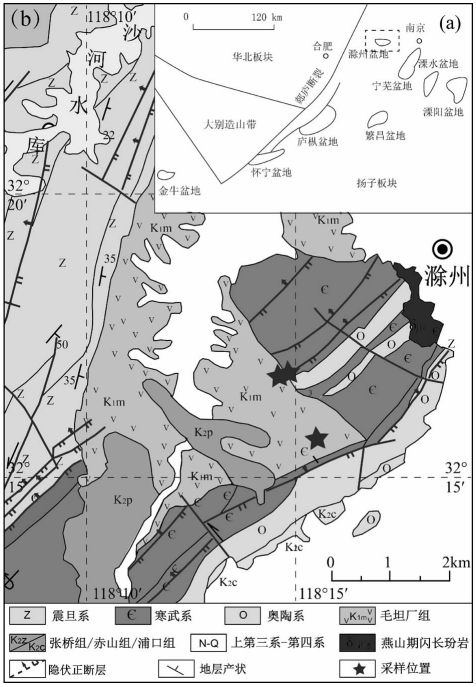 (b)
118°10′
沙
河
水
库
22
Z
Z
Z
Z
Z
Z
Z
32°
20′
35
50
35
32°
15′
K1m
K1m
K1m
K1m
K1m
K2p
K2p
Є
Є
Є
Є
Є
Є
O
O
O
O
O
O
Z
K2c
K2c
K2c
滁州
32°
15′
118°10′
118°15′
0 1 2km
0 120 km
(a)
华北板块
合肥
南京
滁州盆地
郯庐断裂
宁芜盆地
溧水盆地
溧阳盆地
大别造山带
庐枞盆地
繁昌盆地
怀宁盆地
金牛盆地
扬子板块
Z 震旦系
Є 寒武系
O 奥陶系
K1m 毛坦厂组
K2z K2c 张桥组/赤山组/浦口组
N-Q 上第三系-第四系
燕山期闪长玢岩
隐伏正断层
地层产状
采样位置